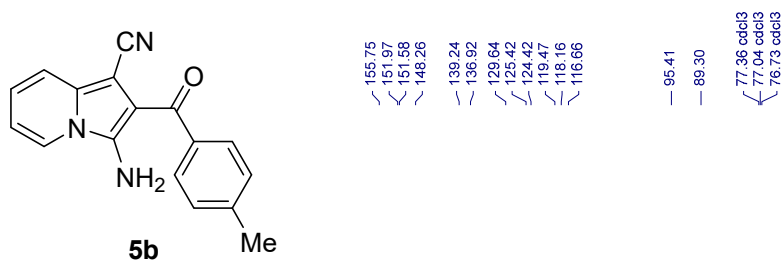 CN
O
N
NH2
Me
5b
155.75
151.97
151.58
148.26
139.24
136.92
129.64
125.42
124.42
119.47
118.16
116.66
95.41
89.30
77.36 cdcl3
77.04 cdcl3
76.73 cdcl3